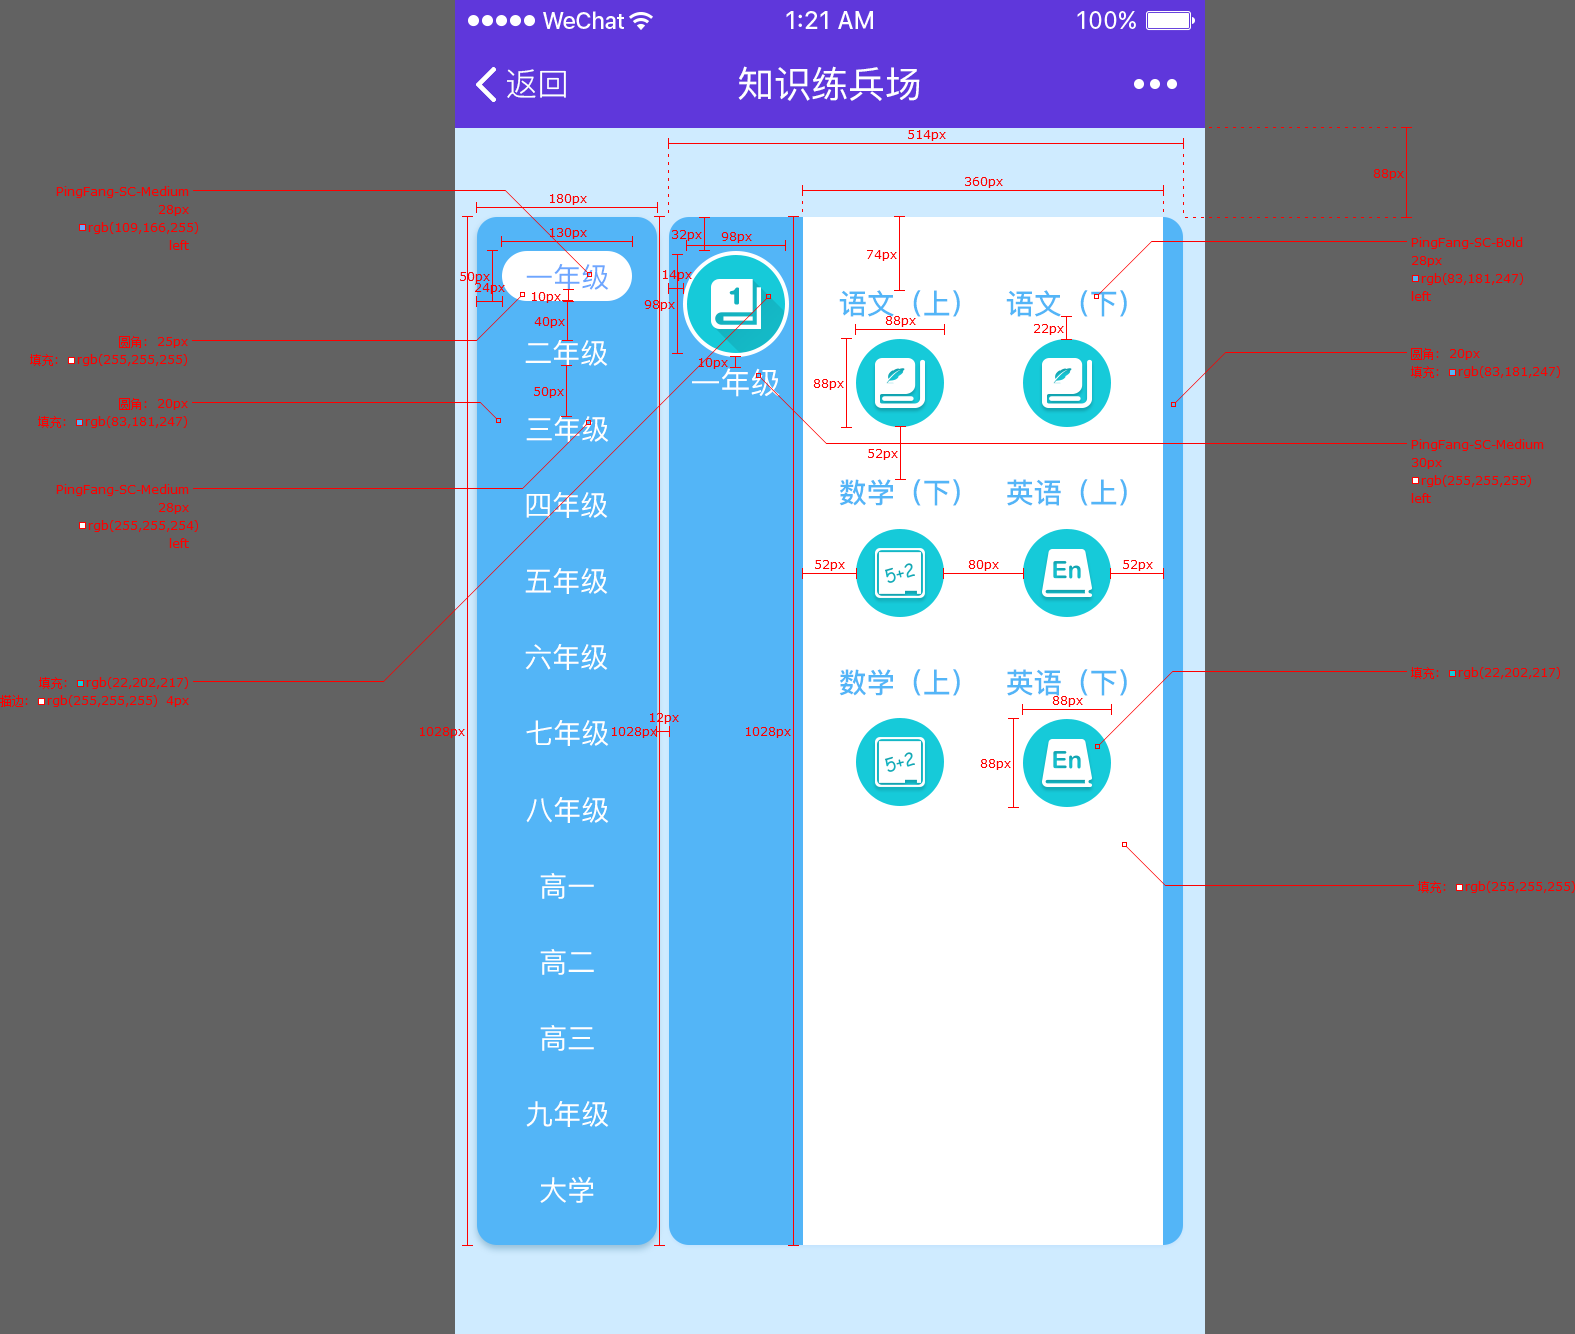 WeChat 1:21 AM 100%
返回 知识练兵场
514px
88px
360px
PingFang-SC-Medium
28px
rgb(109,166,255)
left
180px
130px
32px
98px
74px
PingFang-SC-Bold
28px
rgb(83,181,247)
left
50px
24px
一年级
10px
14px
98px
1
语文（上）
语文（下）
40px
88px
22px
圆角：25px
填充：rgb(255,255,255)
二年级
10px
一年级
88px
圆角：20px
填充：rgb(83,181,247)
50px
圆角：20px
填充：rgb(83,181,247)
三年级
52px
PingFang-SC-Medium
30px
rgb(255,255,255)
left
PingFang-SC-Medium
28px
rgb(255,255,254)
left
四年级
数学（下）
英语（上）
五年级
52px
5+2
80px
En
52px
六年级
数学（上）
英语（下）
填充：rgb(22,202,217)
填充：rgb(22,202,217)
描边：rgb(255,255,255) 4px
88px
1028px
七年级
1028px
12px
1028px
5+2
88px
En
八年级
高一
填充：rgb(255,255,255)
高二
高三
九年级
大学